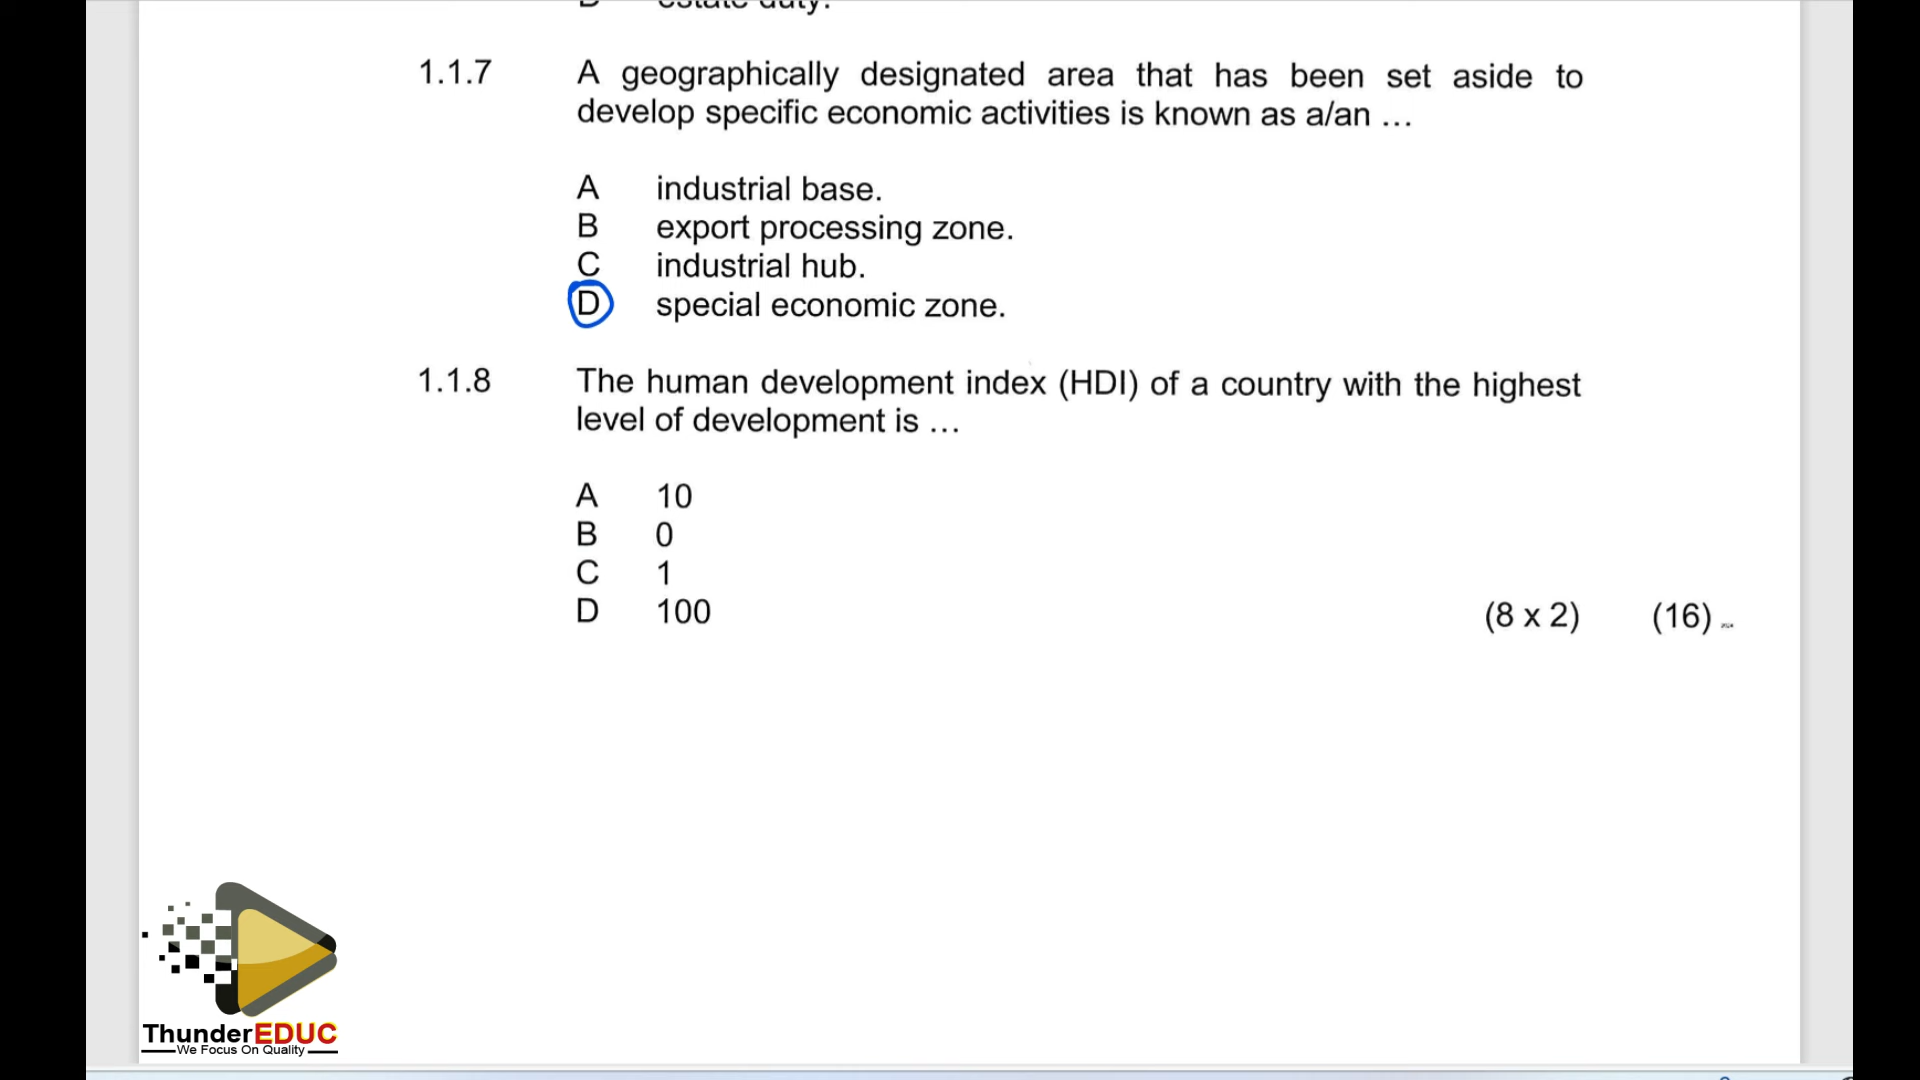 D estate duty.
1.1.7 A geographically designated area that has been set aside to
develop specific economic activities is known as a/an …
A industrial base.
B export processing zone.
C industrial hub.
D special economic zone.
1.1.8 The human development index (HDI) of a country with the highest
level of development is …
A 10
B 0
C 1
D 100 (8 x 2) (16)
ThunderEDUC
We Focus On Quality